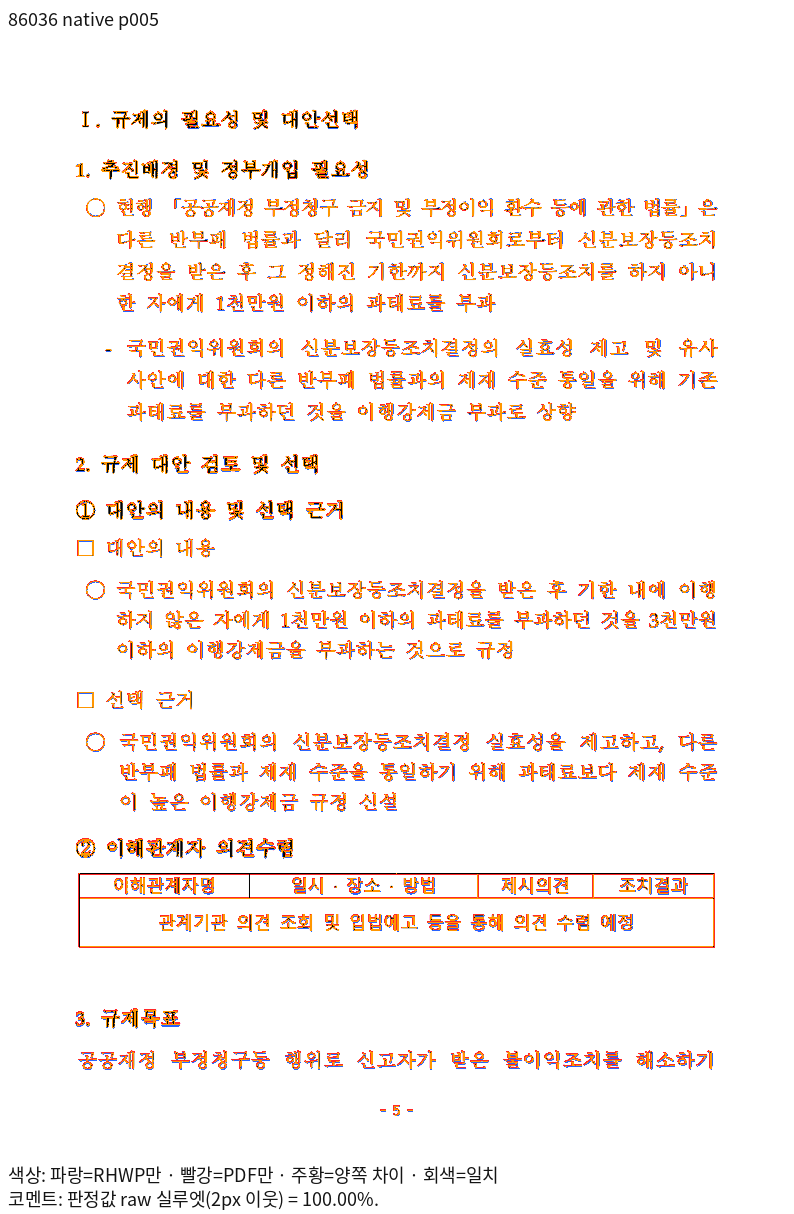 86036 native p005
Ⅰ. 규제의 필요성 및 대안선택
1. 추진배경 및 정부개입 필요성
○ 현행 「공공재정 부정청구 금지 및 부정이익 환수 등에 관한 법률」은
다른 반부패 법률과 달리 국민권익위원회로부터 신분보장등조치
결정을 받은 후 그 정해진 기한까지 신분보장등조치를 하지 아니
한 자에게 1천만원 이하의 과태료를 부과
- 국민권익위원회의 신분보장등조치결정의 실효성 제고 및 유사
사안에 대한 다른 반부패 법률과의 제재 수준 통일을 위해 기존
과태료를 부과하던 것을 이행강제금 부과로 상향
2. 규제 대안 검토 및 선택
① 대안의 내용 및 선택 근거
□ 대안의 내용
○ 국민권익위원회의 신분보장등조치결정을 받은 후 기한 내에 이행
하지 않은 자에게 1천만원 이하의 과태료를 부과하던 것을 3천만원
이하의 이행강제금을 부과하는 것으로 규정
□ 선택 근거
○ 국민권익위원회의 신분보장등조치결정 실효성을 제고하고, 다른
반부패 법률과 제재 수준을 통일하기 위해 과태료보다 제재 수준
이 높은 이행강제금 규정 신설
② 이해관계자 의견수렴
이해관계자명 일시 · 장소 · 방법 제시의견 조치결과
관계기관 의견 조회 및 입법예고 등을 통해 의견 수렴 예정
3. 규제목표
공공재정 부정청구등 행위로 신고자가 받은 불이익조치를 해소하기
- 5 -
색상: 파랑=RHWP만 · 빨강=PDF만 · 주황=양쪽 차이 · 회색=일치
코멘트: 판정값 raw 실루엣(2px 이웃) = 100.00%.